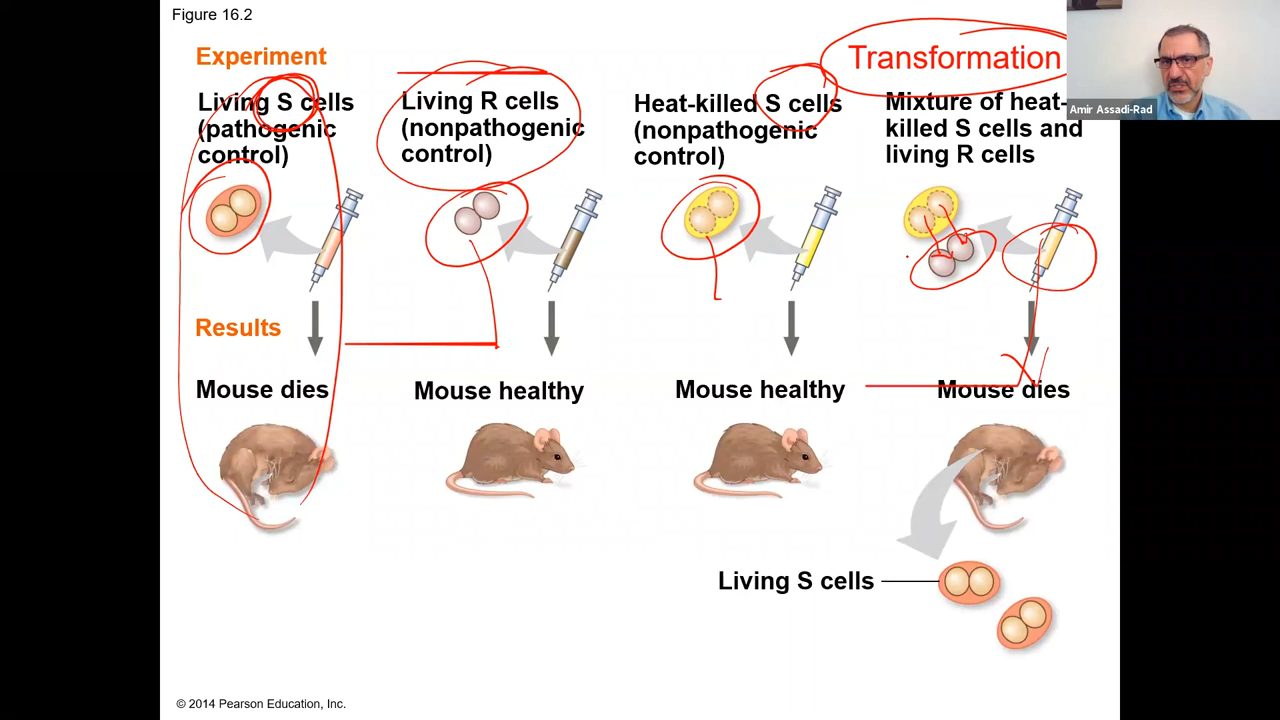 Figure 16.2
Transformation
Experiment
Living S cells
(pathogenic
control)
Living R cells
(nonpathogenic
control)
Heat-killed S cells
(nonpathogenic
control)
Mixture of heat-
killed S cells and
living R cells
Amir Assadi-Rad
Results
Mouse dies
Mouse healthy
Mouse healthy
Mouse dies
Living S cells
© 2014 Pearson Education, Inc.